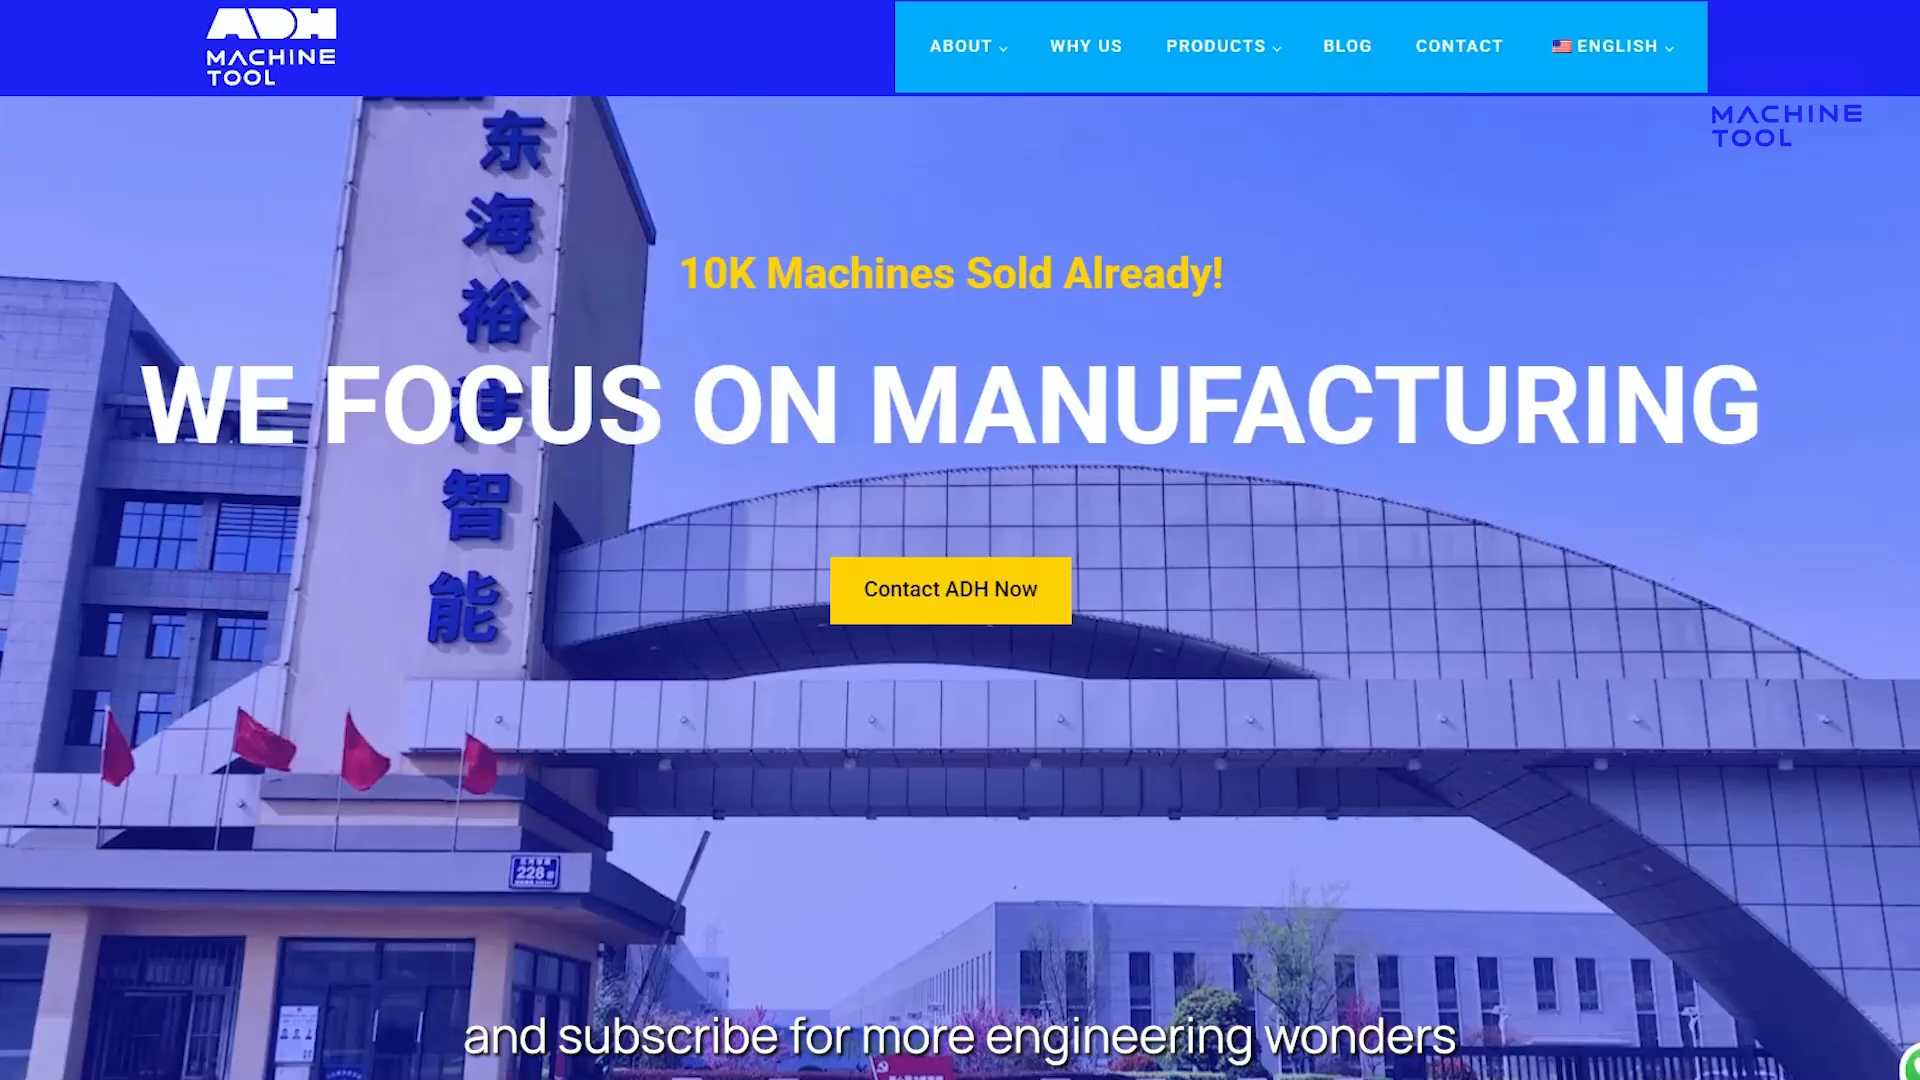 ADH
MACHINE
TOOL
ABOUT
WHY US
PRODUCTS
BLOG
CONTACT
ENGLISH
MACHINE
TOOL
东
海
裕
祥
智
能
10K Machines Sold Already!
WE FOCUS ON MANUFACTURING
Contact ADH Now
228
and subscribe for more engineering wonders